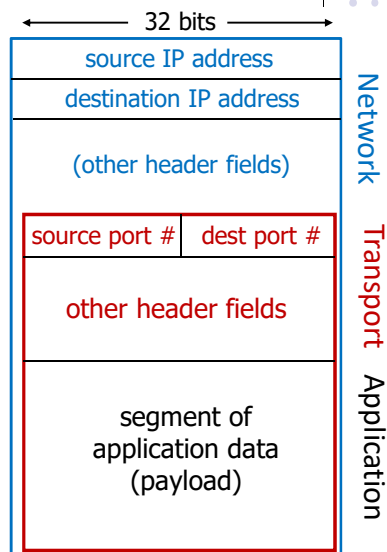 32 bits
source IP address
destination IP address
(other header fields)
source port #
dest port #
other header fields
segment of
application data
(payload)
Network
Transport
Application